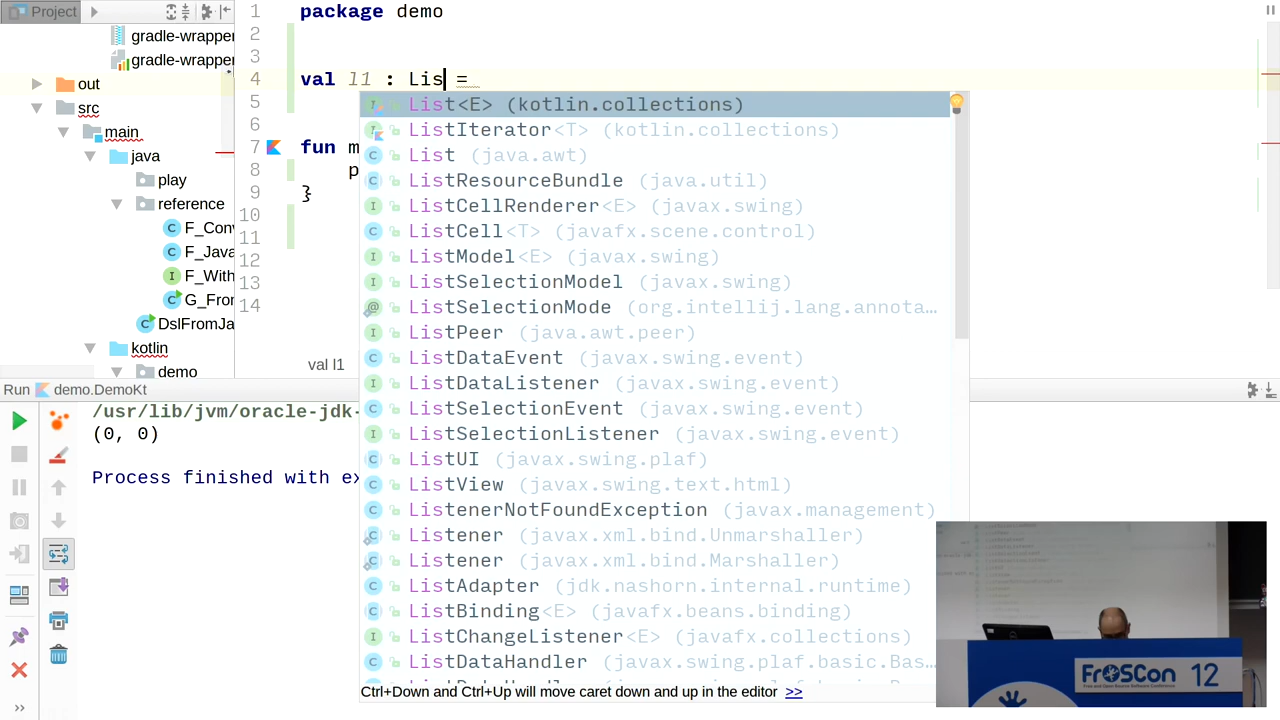 Project
gradle-wrapper
gradle-wrapper
out
src
main
java
play
reference
F_Con
F_Java
F_With
G_Fron
DslFromJa
kotlin
demo
1 package demo
2
3
4 val l1 : Lis =
5
6
7 fun m
8 p
9 }
10
11
12
13
14
List<E> (kotlin.collections)
ListIterator<T> (kotlin.collections)
List (java.awt)
ListResourceBundle (java.util)
ListCellRenderer<E> (javax.swing)
ListCell<T> (javafx.scene.control)
ListModel<E> (javax.swing)
ListSelectionModel (javax.swing)
ListSelectionMode (org.intellij.lang.annota…
ListPeer (java.awt.peer)
ListDataEvent (javax.swing.event)
ListDataListener (javax.swing.event)
ListSelectionEvent (javax.swing.event)
ListSelectionListener (javax.swing.event)
ListUI (javax.swing.plaf)
ListView (javax.swing.text.html)
ListenerNotFoundException (javax.management)
Listener (javax.xml.bind.Unmarshaller)
Listener (javax.xml.bind.Marshaller)
ListAdapter (jdk.nashorn.internal.runtime)
ListBinding<E> (javafx.beans.binding)
ListChangeListener<E> (javafx.collections)
ListDataHandler (javax.swing.plaf.basic.Bas…
Ctrl+Down and Ctrl+Up will move caret down and up in the editor >>
val l1
Run demo.DemoKt
/usr/lib/jvm/oracle-jdk-
(0, 0)
Process finished with ex
FrOSCon 12
Free and Open Source Software Conference